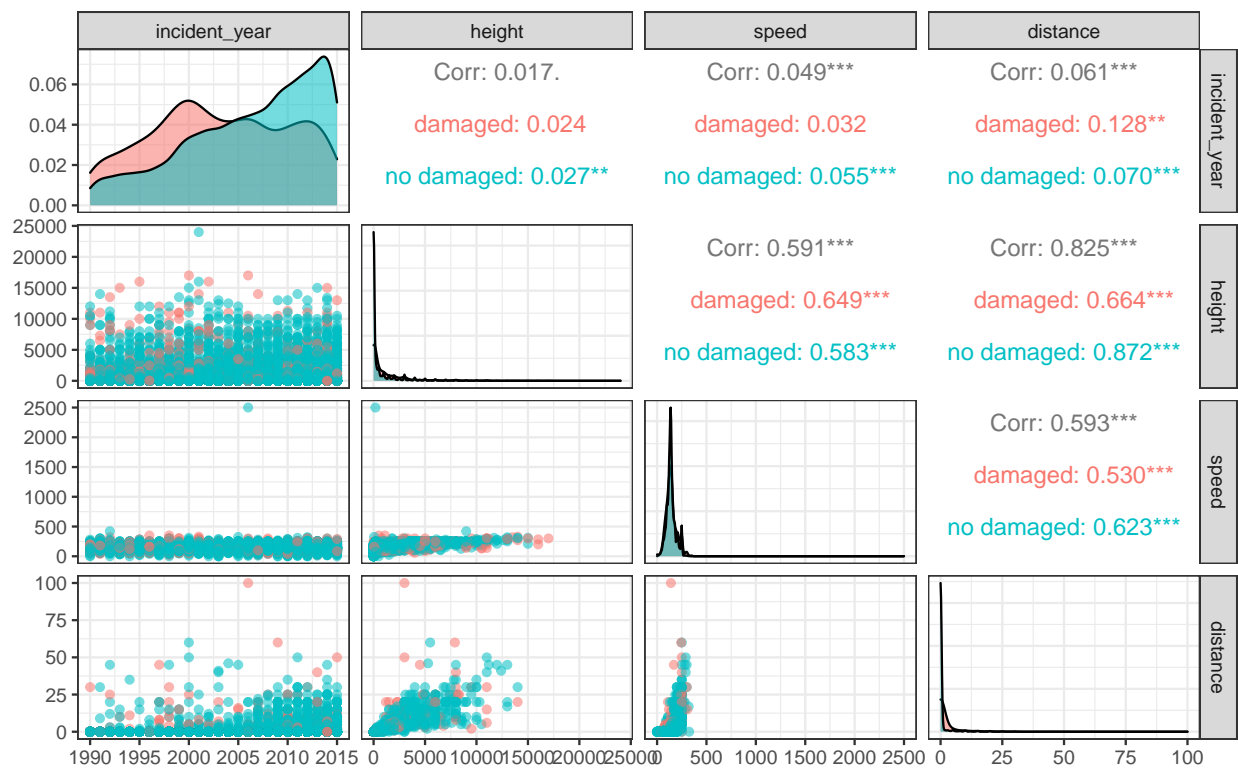 incident_year height speed distance
0.06 Corr: 0.017. Corr: 0.049*** Corr: 0.061*** incident_year
0.04 damaged: 0.024 damaged: 0.032 damaged: 0.128**
0.02 no damaged: 0.027** no damaged: 0.055*** no damaged: 0.070***
0.00
25000
20000 Corr: 0.591*** Corr: 0.825*** height
15000 damaged: 0.649*** damaged: 0.664***
10000
5000 no damaged: 0.583*** no damaged: 0.872***
0
2500
2000 Corr: 0.593*** speed
1500
1000 damaged: 0.530***
500 no damaged: 0.623***
0
100 distance
75
50
25
0
1990 1995 2000 2005 2010 2015 0 5000 10000 15000 20000 25000 0 500 1000 1500 2000 2500 0 25 50 75 100